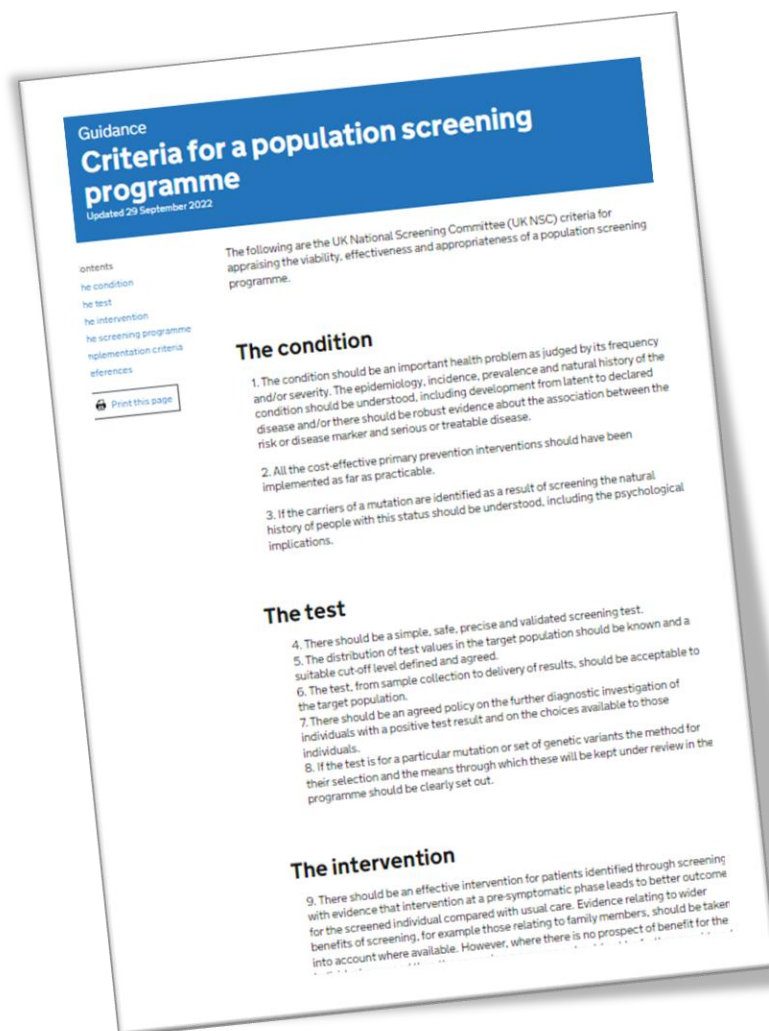 Guidance
Criteria for a population screening
programme
Updated 29 September 2022
ontents
he condition
he test
he intervention
he screening programme
nplementation criteria
eferences
Print this page
The following are the UK National Screening Committee (UK NSC) criteria for
appraising the viability, effectiveness and appropriateness of a population screening
programme.
The condition
1. The condition should be an important health problem as judged by its frequency
and/or severity. The epidemiology, incidence, prevalence and natural history of the
condition should be understood, including development from latent to declared
disease and/or there should be robust evidence about the association between the
risk or disease marker and serious or treatable disease.
2. All the cost-effective primary prevention interventions should have been
implemented as far as practicable.
3. If the carriers of a mutation are identified as a result of screening the natural
history of people with this status should be understood, including the psychological
implications.
The test
4. There should be a simple, safe, precise and validated screening test.
5. The distribution of test values in the target population should be known and a
suitable cut-off level defined and agreed.
6. The test, from sample collection to delivery of results, should be acceptable to
the target population.
7. There should be an agreed policy on the further diagnostic investigation of
individuals with a positive test result and on the choices available to those
individuals.
8. If the test is for a particular mutation or set of genetic variants the method for
their selection and the means through which these will be kept under review in the
programme should be clearly set out.
The intervention
9. There should be an effective intervention for patients identified through screening
with evidence that intervention at a pre-symptomatic phase leads to better outcome
for the screened individual compared with usual care. Evidence relating to wider
benefits of screening, for example those relating to family members, should be taken
into account where available. However, where there is no prospect of benefit for the